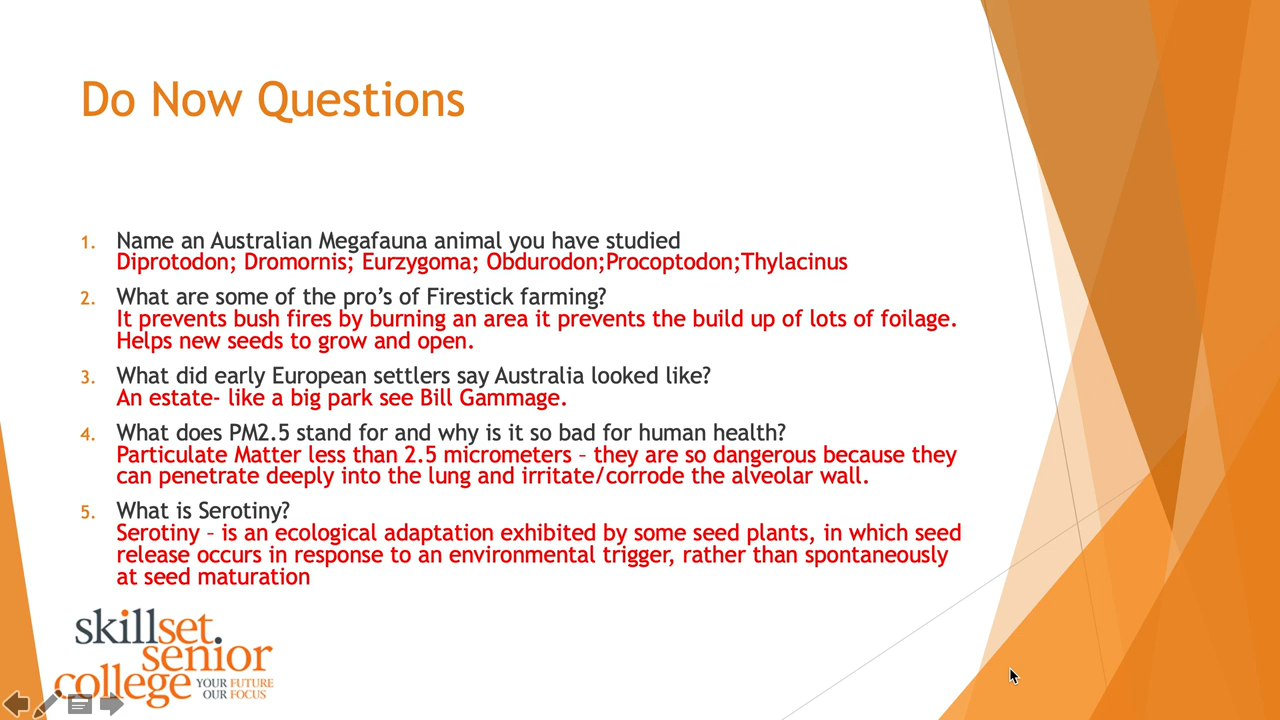 Do Now Questions
1. Name an Australian Megafauna animal you have studied
Diprotodon; Dromornis; Eurzygoma; Obdurodon;Procoptodon;Thylacinus
2. What are some of the pro’s of Firestick farming?
It prevents bush fires by burning an area it prevents the build up of lots of foilage.
Helps new seeds to grow and open.
3. What did early European settlers say Australia looked like?
An estate- like a big park see Bill Gammage.
4. What does PM2.5 stand for and why is it so bad for human health?
Particulate Matter less than 2.5 micrometers – they are so dangerous because they
can penetrate deeply into the lung and irritate/corrode the alveolar wall.
5. What is Serotiny?
Serotiny – is an ecological adaptation exhibited by some seed plants, in which seed
release occurs in response to an environmental trigger, rather than spontaneously
at seed maturation
skillset.
senior
college
YOUR FUTURE
OUR FOCUS